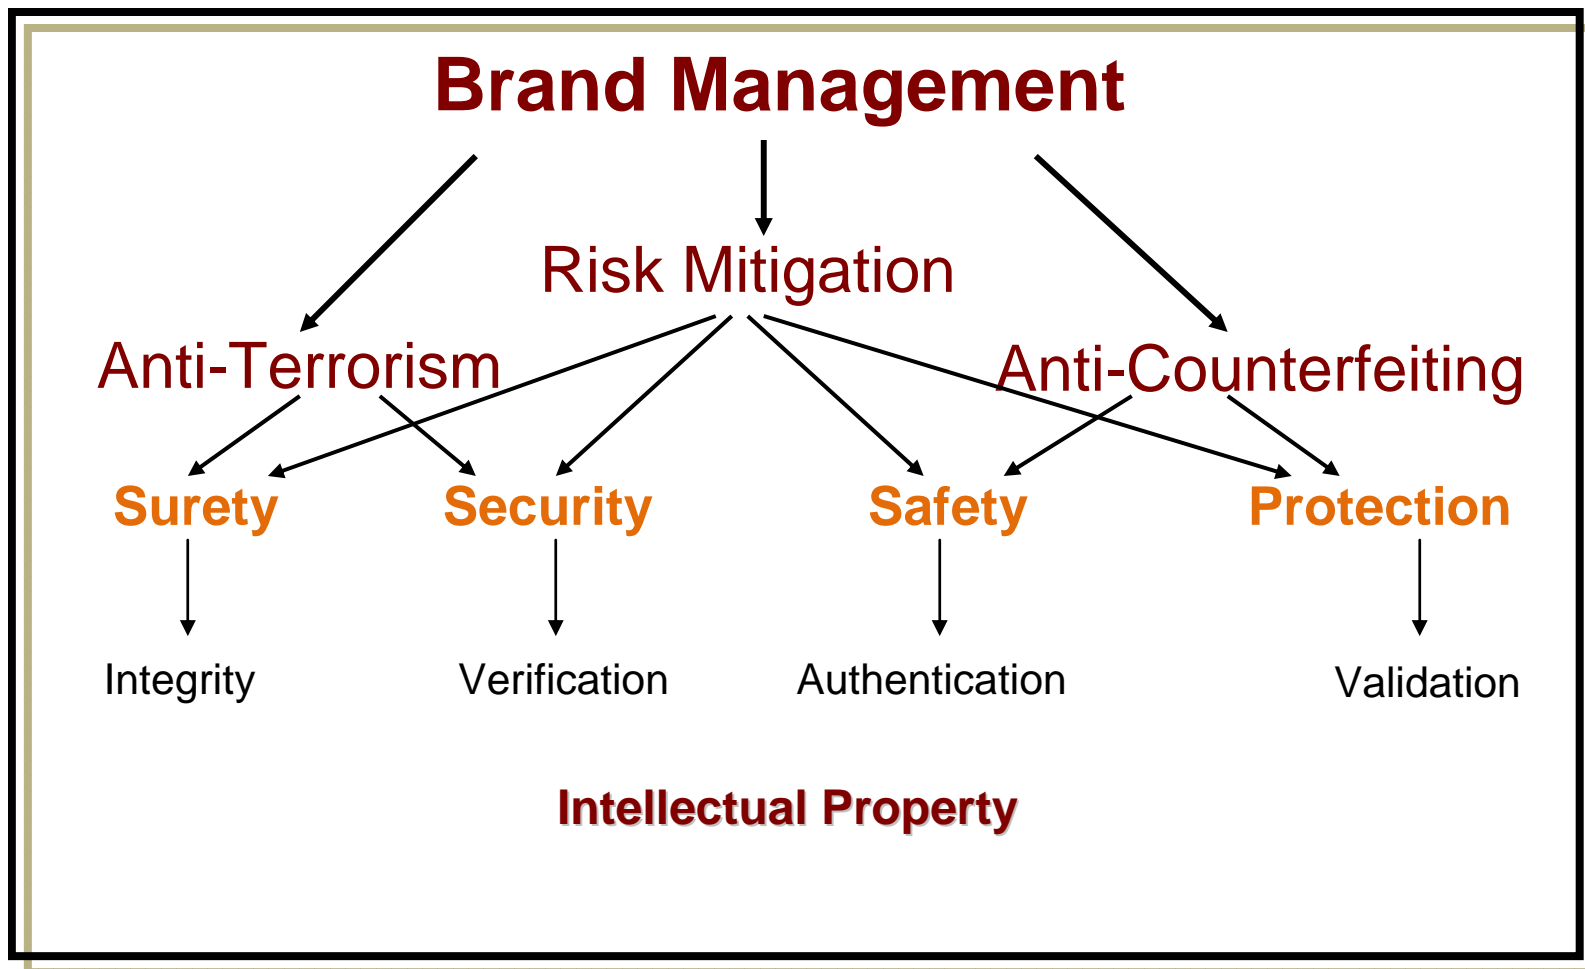 Brand Management
Risk Mitigation
Anti-Terrorism
Anti-Counterfeiting
Surety
Security
Safety
Protection
Integrity
Verification
Authentication
Validation
Intellectual Property